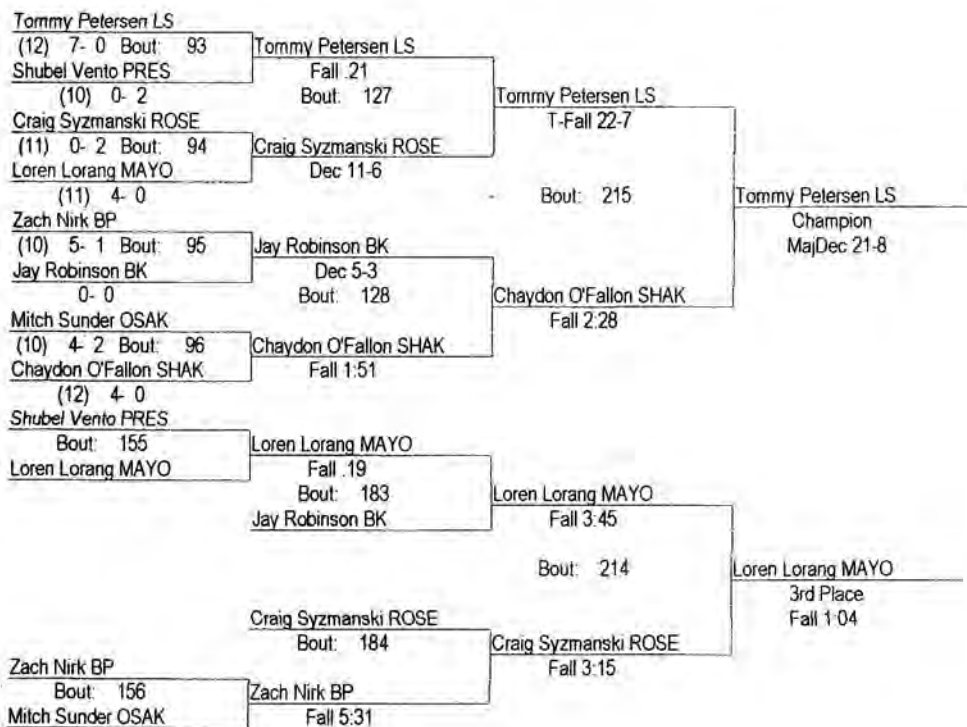 Tommy Petersen LS
(12) 7- 0 Bout: 93
Shubel Vento PRES
(10) 0- 2
Craig Syzmanski ROSE
(11) 0- 2 Bout: 94
Loren Lorang MAYO
(11) 4- 0
Zach Nirk BP
(10) 5- 1 Bout: 95
Jay Robinson BK
0- 0
Mitch Sunder OSAK
(10) 4- 2 Bout: 96
Chaydon O'Fallon SHAK
(12) 4- 0
Shubel Vento PRES
Bout: 155
Loren Lorang MAYO
Zach Nirk BP
Bout: 156
Mitch Sunder OSAK
Tommy Petersen LS
Fall .21
Bout: 127
Craig Syzmanski ROSE
Dec 11-6
Jay Robinson BK
Dec 5-3
Bout: 128
Chaydon O'Fallon SHAK
Fall 1:51
Loren Lorang MAYO
Fall .19
Bout: 183
Jay Robinson BK
Craig Syzmanski ROSE
Bout: 184
Zach Nirk BP
Fall 5:31
Tommy Petersen LS
T-Fall 22-7
Bout: 215
Chaydon O'Fallon SHAK
Fall 2:28
Loren Lorang MAYO
Fall 3:45
Bout: 214
Craig Syzmanski ROSE
Fall 3:15
Tommy Petersen LS
Champion
MajDec 21-8
Loren Lorang MAYO
3rd Place
Fall 1:04